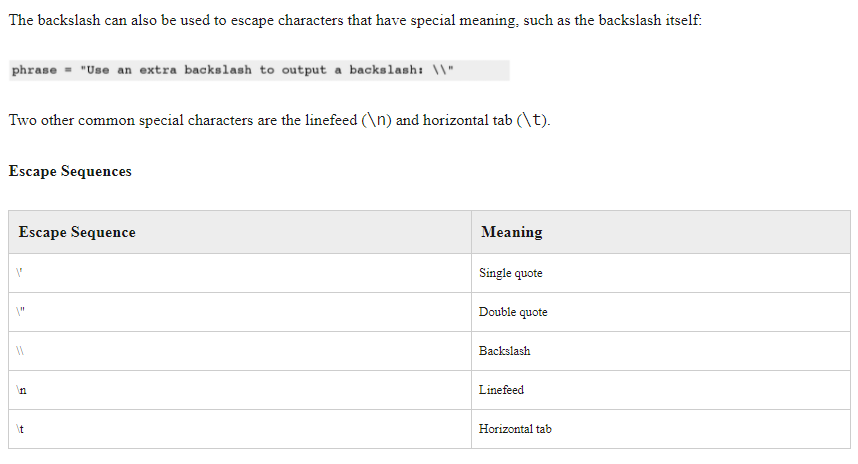 The backslash can also be used to escape characters that have special meaning, such as the backslash itself:
phrase = "Use an extra backslash to output a backslash: \\"
Two other common special characters are the linefeed (\n) and horizontal tab (\t).
Escape Sequences
Escape Sequence Meaning
\' Single quote
\" Double quote
\\ Backslash
\n Linefeed
\t Horizontal tab